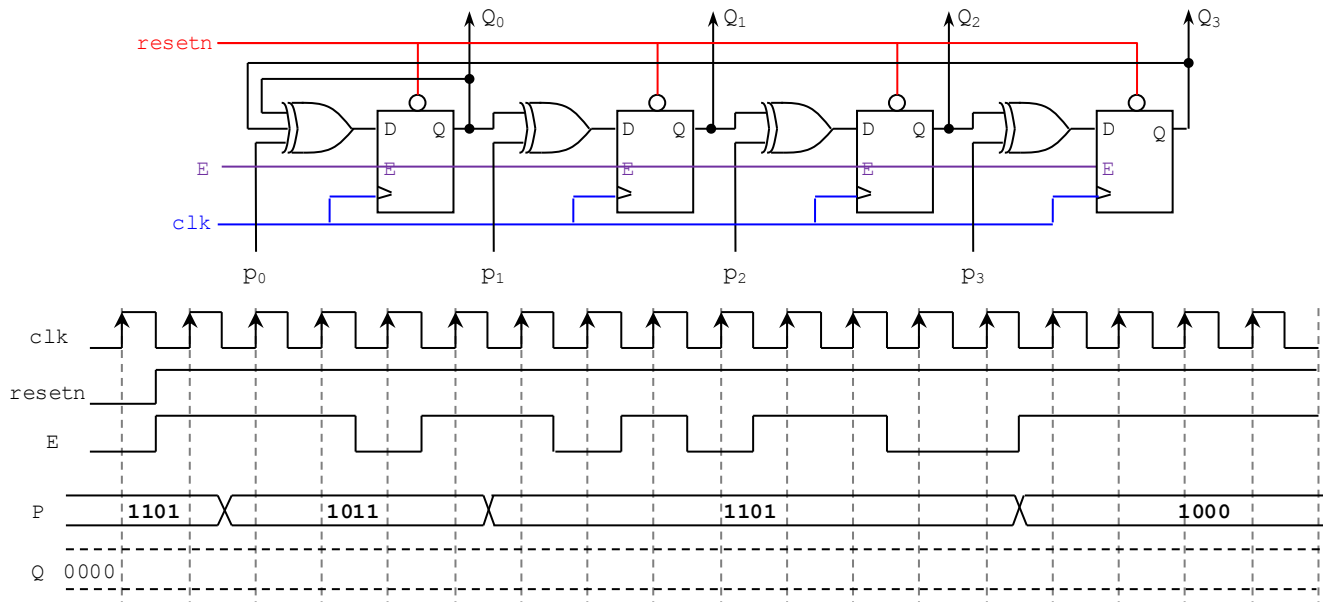 Q₀ Q₁ Q₂ Q₃
resetn
D Q D Q D Q D Q
E E E E E
clk
p₀ p₁ p₂ p₃
clk
resetn
E
P 1101 1011 1101 1000
Q 0000